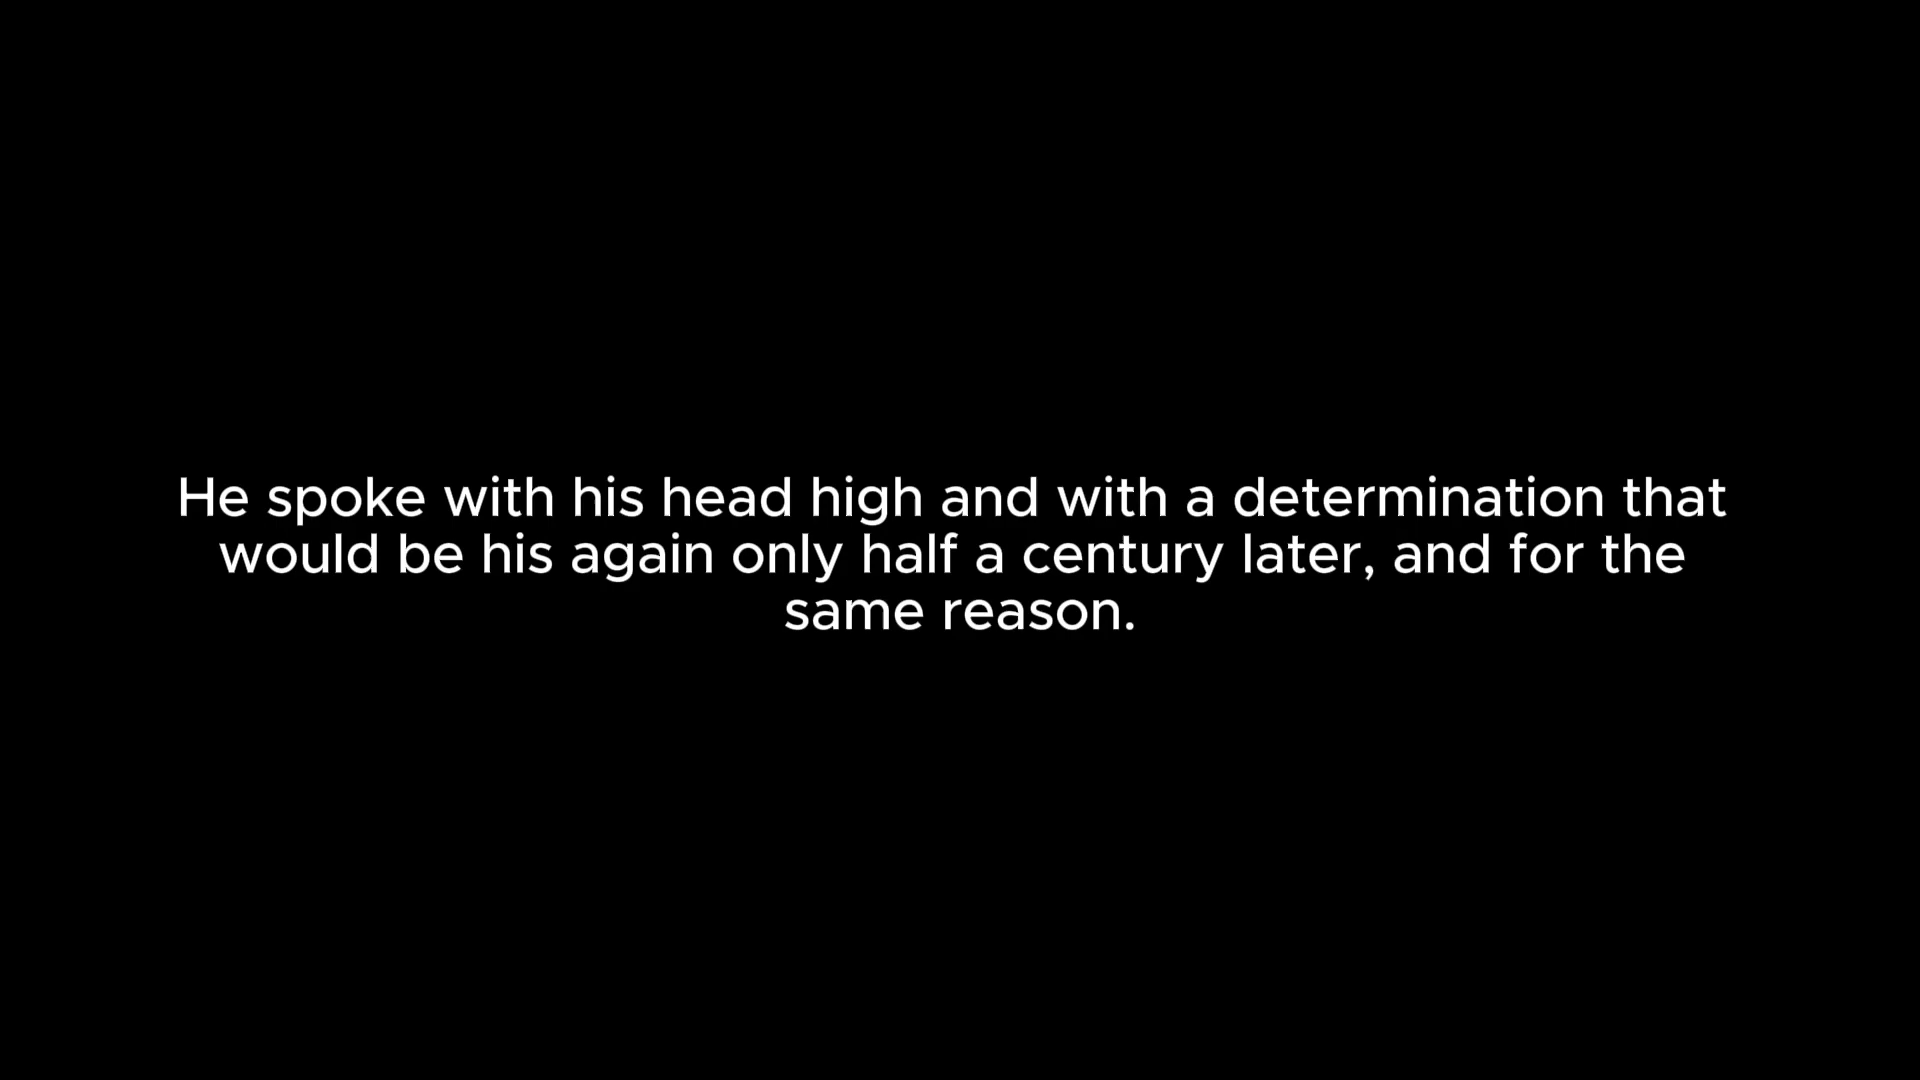 He spoke with his head high and with a determination that
would be his again only half a century later, and for the
same reason.